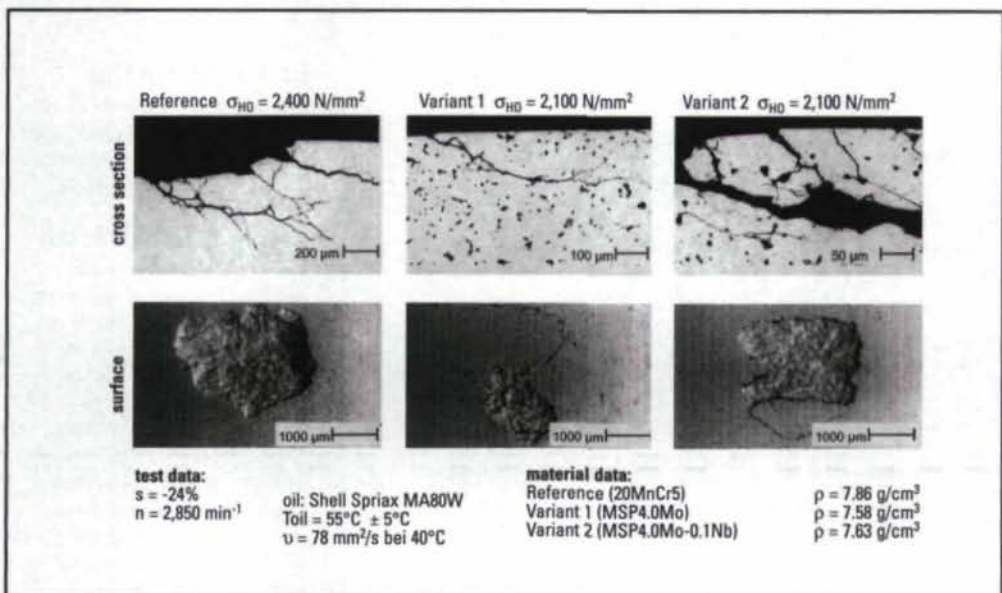 Reference σHO = 2,400 N/mm²
Variant 1 σHO = 2,100 N/mm²
Variant 2 σHO = 2,100 N/mm²
cross section
200 µm
100 µm
50 µm
surface
1000 µm
1000 µm
1000 µm
test data:
s = -24%
n = 2,850 min⁻¹
oil: Shell Spriax MA80W
Toil = 55°C ± 5°C
υ = 78 mm²/s bei 40°C
material data:
Reference (20MnCr5) ρ = 7.86 g/cm³
Variant 1 (MSP4.0Mo) ρ = 7.58 g/cm³
Variant 2 (MSP4.0Mo-0.1Nb) ρ = 7.63 g/cm³